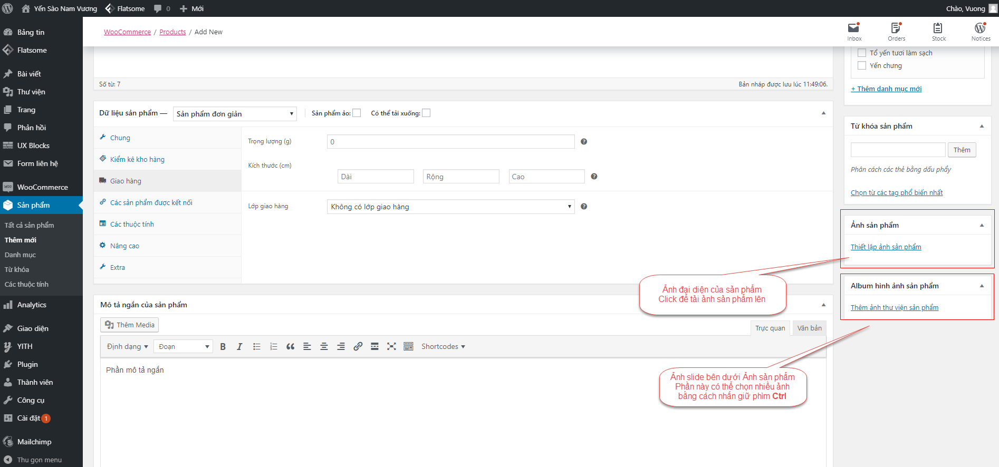 Yến Sào Nam Vương
Flatsome
0
Mới
Chào, Vuong
Bảng tin
Flatsome
Bài viết
Thư viện
Trang
Phản hồi
UX Blocks
Form liên hệ
WooCommerce
Sản phẩm
Tất cả sản phẩm
Thêm mới
Danh mục
Từ khóa
Các thuộc tính
Analytics
Giao diện
YITH
Plugin
Thành viên
Công cụ
Cài đặt 1
Mailchimp
Thu gọn menu
WooCommerce / Products / Add New
Inbox
Orders
Stock
Notices
Số từ: 7
Bản nháp được lưu lúc 11:49:06.
Dữ liệu sản phẩm —
Sản phẩm đơn giản
Sản phẩm ảo:
Có thể tải xuống:
Chung
Kiểm kê kho hàng
Giao hàng
Các sản phẩm được kết nối
Các thuộc tính
Nâng cao
Extra
Trọng lượng (g)
0
Kích thước (cm)
Dài
Rộng
Cao
Lớp giao hàng
Không có lớp giao hàng
Mô tả ngắn của sản phẩm
Thêm Media
Trực quan
Văn bản
Định dạng
Đoạn
B
I
Shortcodes
Phần mô tả ngắn
Tổ yến tươi làm sạch
Yến chưng
+ Thêm danh mục mới
Từ khóa sản phẩm
Thêm
Phân cách các thẻ bằng dấu phẩy
Chọn từ các tag phổ biến nhất
Ảnh sản phẩm
Thiết lập ảnh sản phẩm
Ảnh đại diện của sản phẩm
Click để tải ảnh sản phẩm lên
Album hình ảnh sản phẩm
Thêm ảnh thư viện sản phẩm
Ảnh slide bên dưới Ảnh sản phẩm
Phần này có thể chọn nhiều ảnh
bằng cách nhấn giữ phìm Ctrl